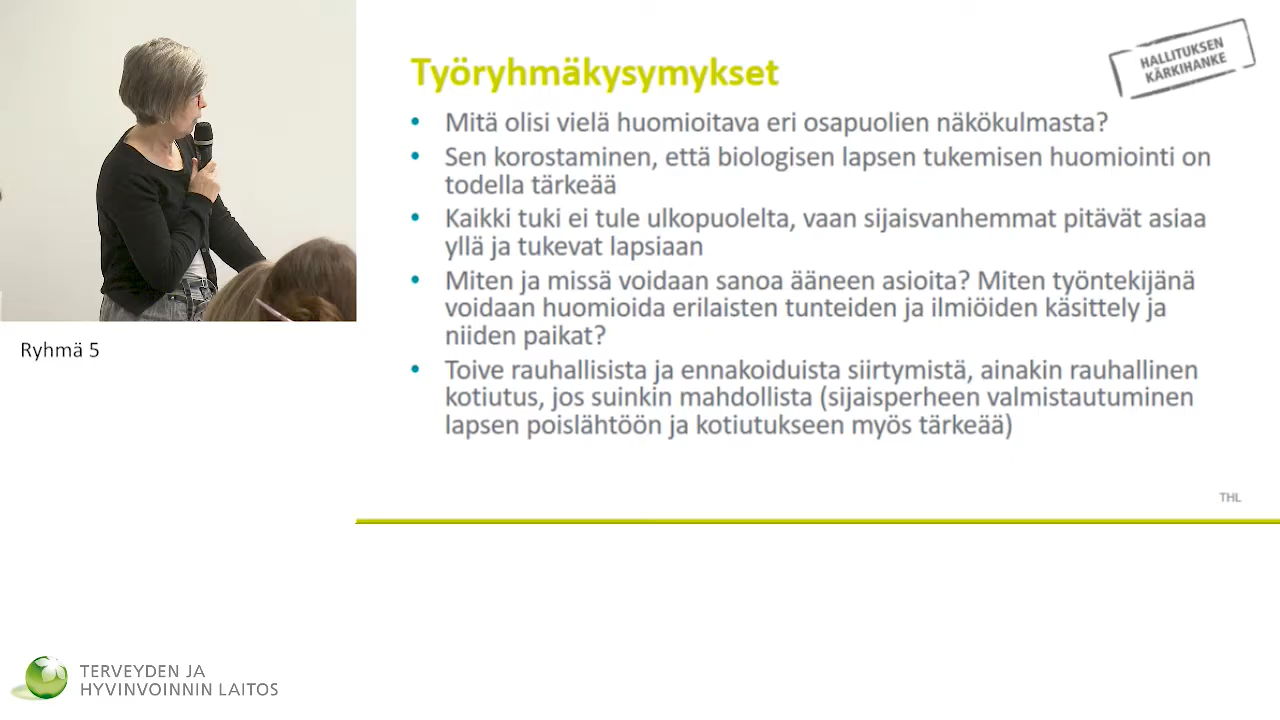 HALLITUKSEN
KÄRKIHANKE
Työryhmäkysymykset
• Mitä olisi vielä huomioitava eri osapuolien näkökulmasta?
• Sen korostaminen, että biologisen lapsen tukemisen huomiointi on
todella tärkeää
• Kaikki tuki ei tule ulkopuolelta, vaan sijaisvanhemmat pitävät asiaa
yllä ja tukevat lapsiaan
• Miten ja missä voidaan sanoa ääneen asioita? Miten työntekijänä
voidaan huomioida erilaisten tunteiden ja ilmiöiden käsittely ja
niiden paikat?
• Toive rauhallisista ja ennakoiduista siirtymistä, ainakin rauhallinen
kotiutus, jos suinkin mahdollista (sijaisperheen valmistautuminen
lapsen poislähtöön ja kotiutukseen myös tärkeää)
THL
Ryhmä 5
TERVEYDEN JA
HYVINVOINNIN LAITOS